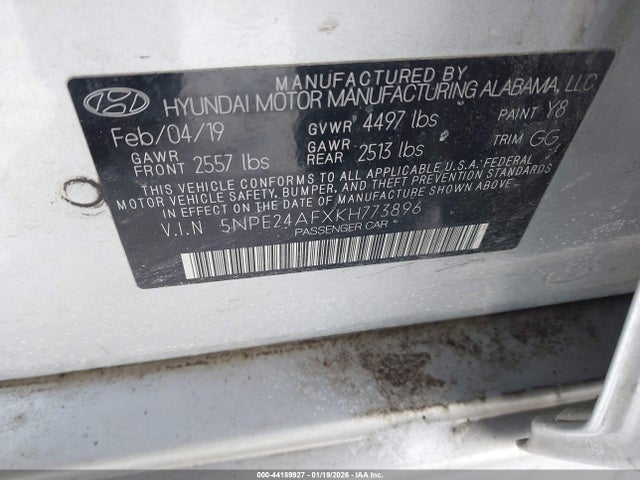 MANUFACTURED BY
HYUNDAI MOTOR MANUFACTURING ALABAMA, LLC
Feb/04/19 GVWR 4497 lbs PAINT Y8
GAWR FRONT 2557 lbs GAWR REAR 2513 lbs TRIM GG
THIS VEHICLE CONFORMS TO ALL APPLICABLE U.S.A. FEDERAL
MOTOR VEHICLE SAFETY, BUMPER, AND THEFT PREVENTION STANDARDS
IN EFFECT ON THE DATE OF MANUFACTURE SHOWN ABOVE.
V.I.N 5NPE24AFXKH773896
PASSENGER CAR
000-44189927 - 01/19/2026 - IAAI.COM